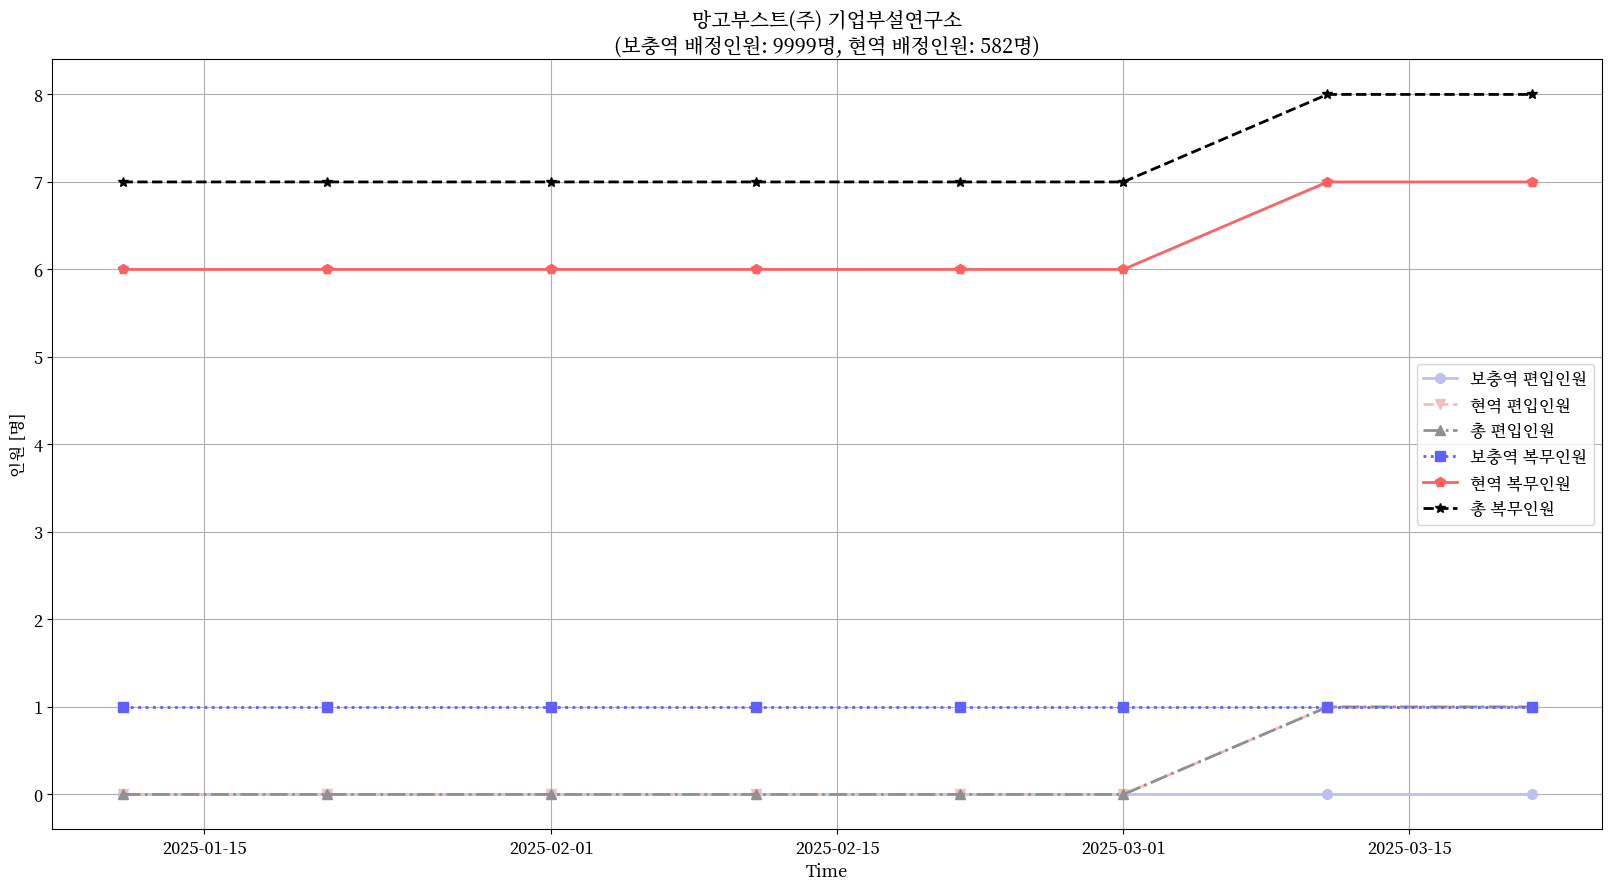 망고부스트(주) 기업부설연구소
(보충역 배정인원: 9999명, 현역 배정인원: 582명)
8
7
6
5
4
3
2
1
0
인원 [명]
보충역 편입인원
현역 편입인원
총 편입인원
보충역 복무인원
현역 복무인원
총 복무인원
2025-01-15
2025-02-01
2025-02-15
2025-03-01
2025-03-15
Time